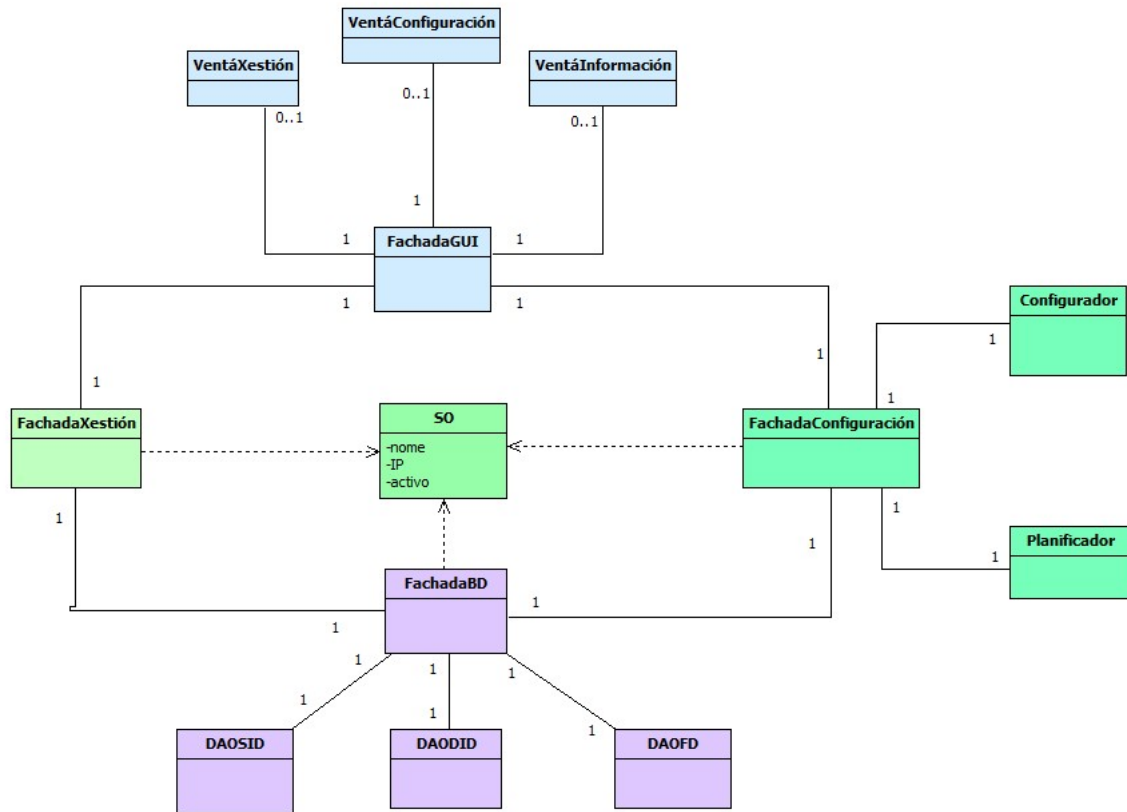 VentáConfiguración
VentáXestión
VentáInformación
0..1
0..1
0..1
1
1
FachadaGUI
1
1
1
Configurador
1
1
1
1
FachadaXestión
SO
FachadaConfiguración
-nome
-IP
-activo
1
1
1
Planificador
1
FachadaBD
1
1
1
1
1
1
1
1
DAOSID
DAODID
DAOFD